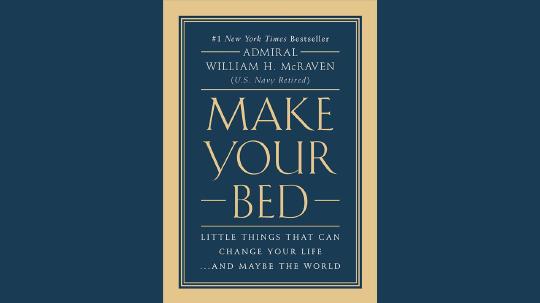 #1 New York Times Bestseller
ADMIRAL
WILLIAM H. McRAVEN
(U.S. Navy Retired)
MAKE
YOUR
BED
LITTLE THINGS THAT CAN
CHANGE YOUR LIFE
...AND MAYBE THE WORLD